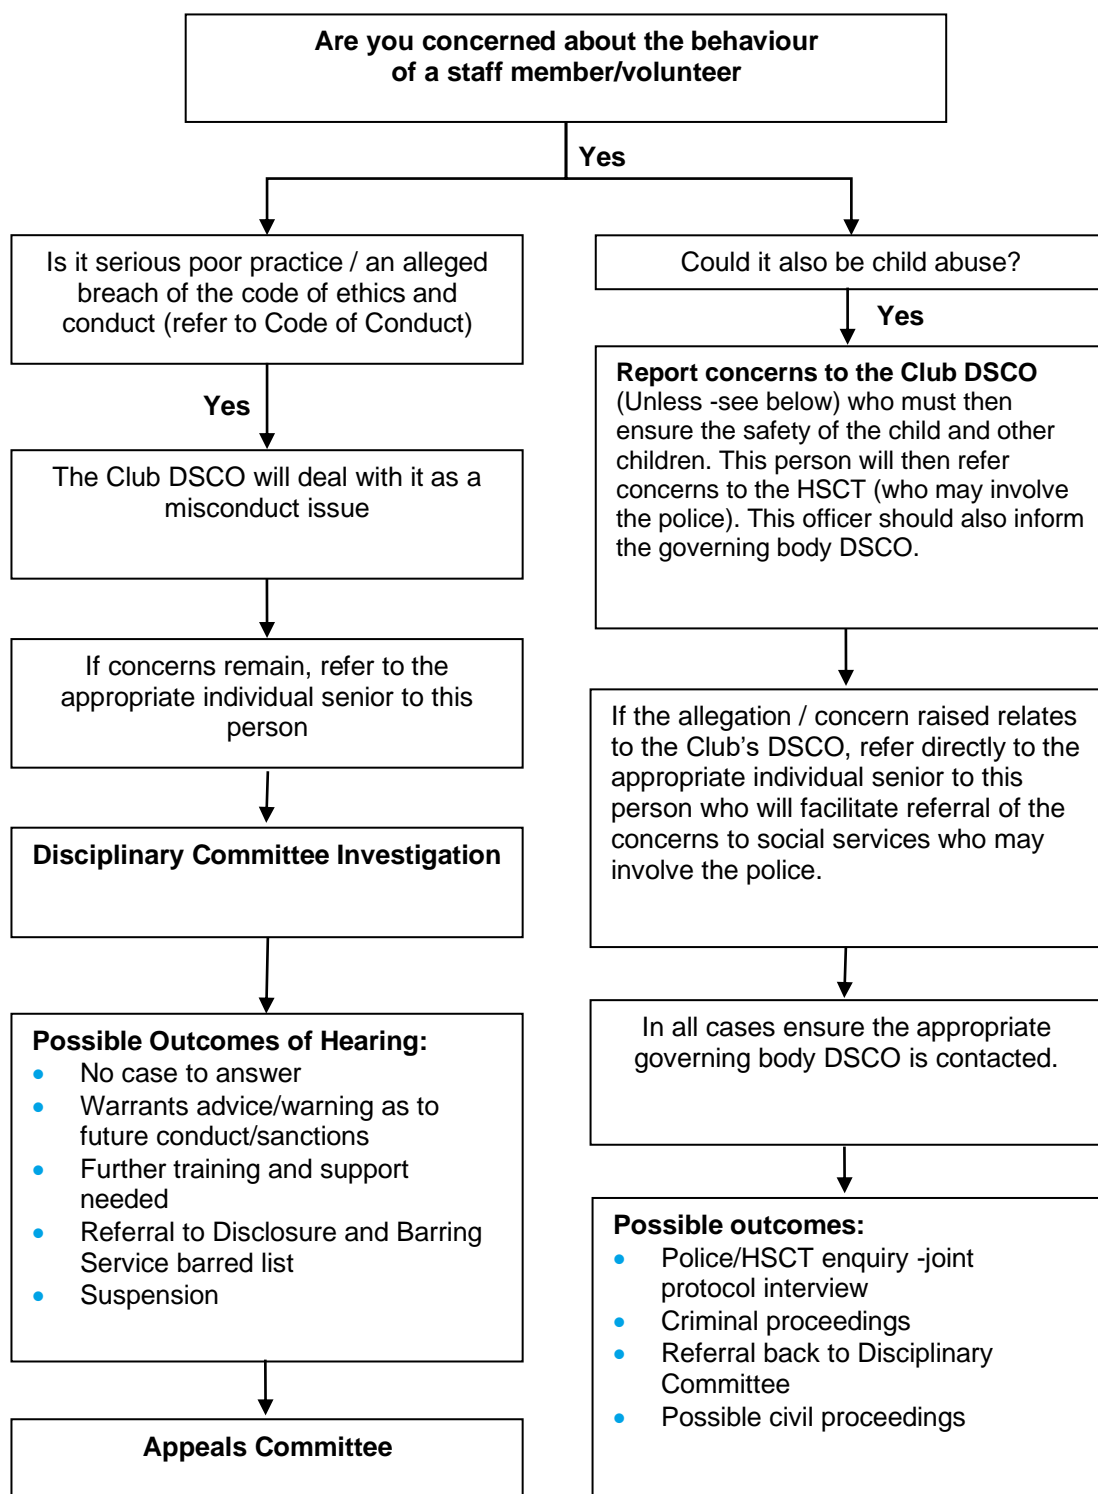 Are you concerned about the behaviour
of a staff member/volunteer
Yes
Is it serious poor practice / an alleged
breach of the code of ethics and
conduct (refer to Code of Conduct)
Yes
The Club DSCO will deal with it as a
misconduct issue
If concerns remain, refer to the
appropriate individual senior to this
person
Disciplinary Committee Investigation
Possible Outcomes of Hearing:
• No case to answer
• Warrants advice/warning as to
future conduct/sanctions
• Further training and support
needed
• Referral to Disclosure and Barring
Service barred list
• Suspension
Appeals Committee
Could it also be child abuse?
Yes
Report concerns to the Club DSCO
(Unless -see below) who must then
ensure the safety of the child and other
children. This person will then refer
concerns to the HSCT (who may involve
the police). This officer should also inform
the governing body DSCO.
If the allegation / concern raised relates
to the Club's DSCO, refer directly to the
appropriate individual senior to this
person who will facilitate referral of the
concerns to social services who may
involve the police.
In all cases ensure the appropriate
governing body DSCO is contacted.
Possible outcomes:
• Police/HSCT enquiry -joint
protocol interview
• Criminal proceedings
• Referral back to Disciplinary
Committee
• Possible civil proceedings